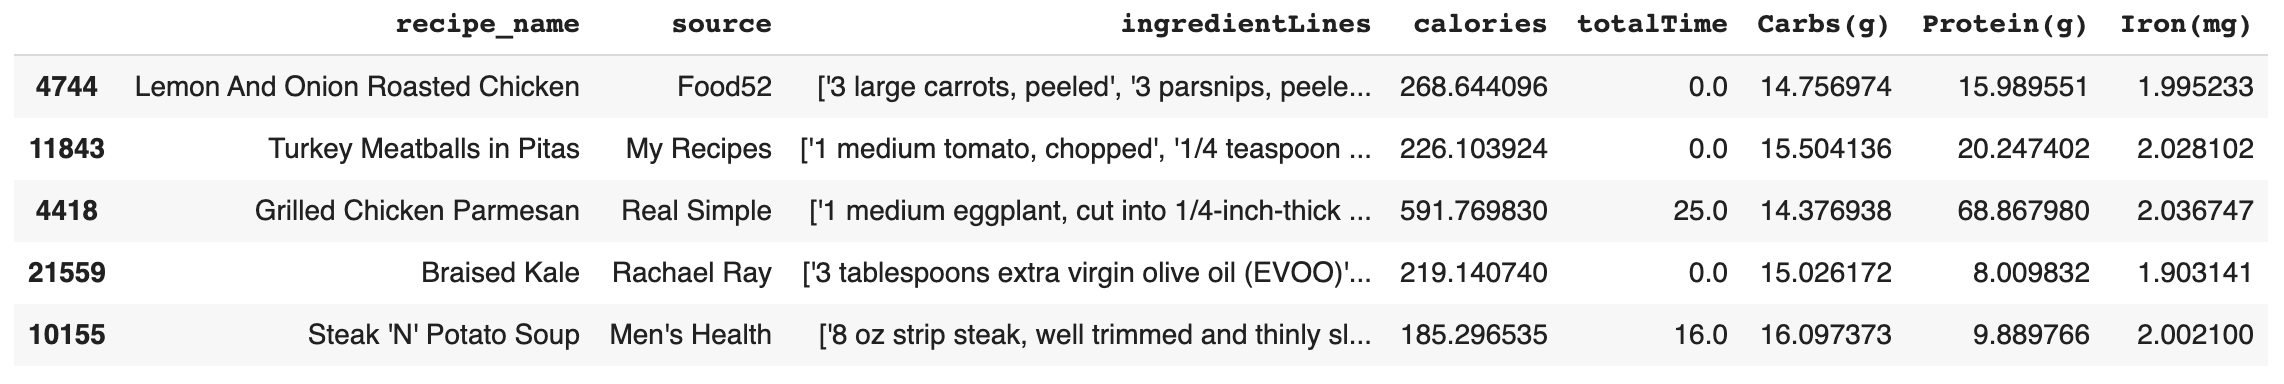 recipe_name source ingredientLines calories totalTime Carbs(g) Protein(g) Iron(mg)
4744 Lemon And Onion Roasted Chicken Food52 ['3 large carrots, peeled', '3 parsnips, peele... 268.644096 0.0 14.756974 15.989551 1.995233
11843 Turkey Meatballs in Pitas My Recipes ['1 medium tomato, chopped', '1/4 teaspoon ... 226.103924 0.0 15.504136 20.247402 2.028102
4418 Grilled Chicken Parmesan Real Simple ['1 medium eggplant, cut into 1/4-inch-thick ... 591.769830 25.0 14.376938 68.867980 2.036747
21559 Braised Kale Rachael Ray ['3 tablespoons extra virgin olive oil (EVOO)'... 219.140740 0.0 15.026172 8.009832 1.903141
10155 Steak 'N' Potato Soup Men's Health ['8 oz strip steak, well trimmed and thinly sl... 185.296535 16.0 16.097373 9.889766 2.002100